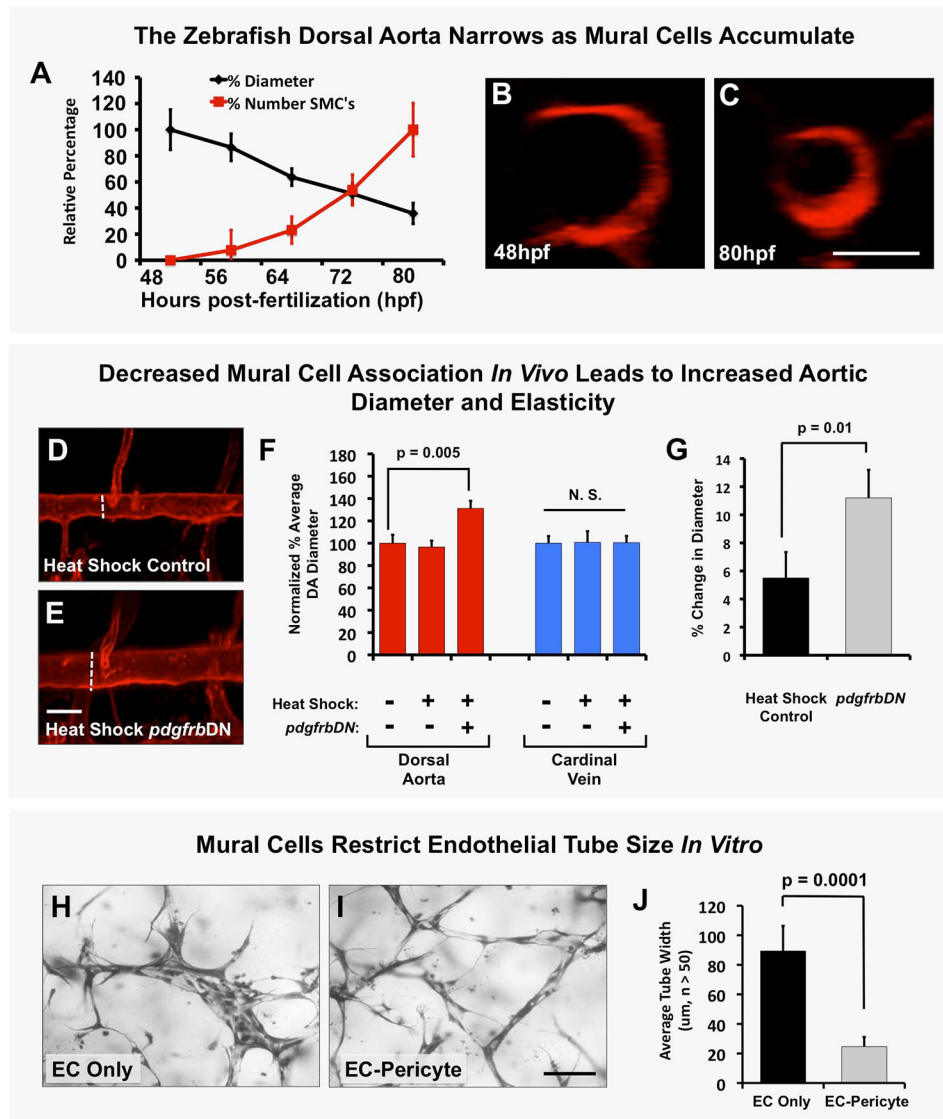 The Zebrafish Dorsal Aorta Narrows as Mural Cells Accumulate
A
Relative Percentage
140
120
100
80
60
40
20
0
% Diameter
% Number SMC's
48 56 64 72 80
Hours post-fertilization (hpf)
B
48hpf
C
80hpf
Decreased Mural Cell Association In Vivo Leads to Increased Aortic
Diameter and Elasticity
D
Heat Shock Control
E
Heat Shock pdgfrbDN
F
Normalized % Average
DA Diameter
180
160
140
120
100
80
60
40
20
0
p = 0.005
N. S.
Heat Shock: - + + - + +
pdgfrbDN: - - + - - +
Dorsal
Aorta
Cardinal
Vein
G
% Change in Diameter
14
12
10
8
6
4
2
0
p = 0.01
Heat Shock
Control
pdgfrbDN
Mural Cells Restrict Endothelial Tube Size In Vitro
H
EC Only
I
EC-Pericyte
J
Average Tube Width
(um, n > 50)
120
100
80
60
40
20
0
p = 0.0001
EC Only EC-Pericyte